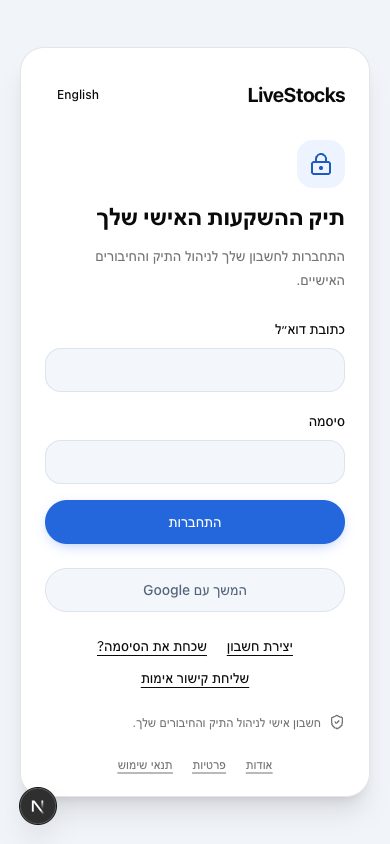 LiveStocks
English
תיק ההשקעות האישי שלך
התחברות לחשבון שלך לניהול התיק והחיבורים
האישיים.
כתובת דוא״ל
סיסמה
התחברות
המשך עם Google
יצירת חשבון
שכחת את הסיסמה?
שליחת קישור אימות
חשבון אישי לניהול התיק והחיבורים שלך.
אודות
פרטיות
תנאי שימוש
N